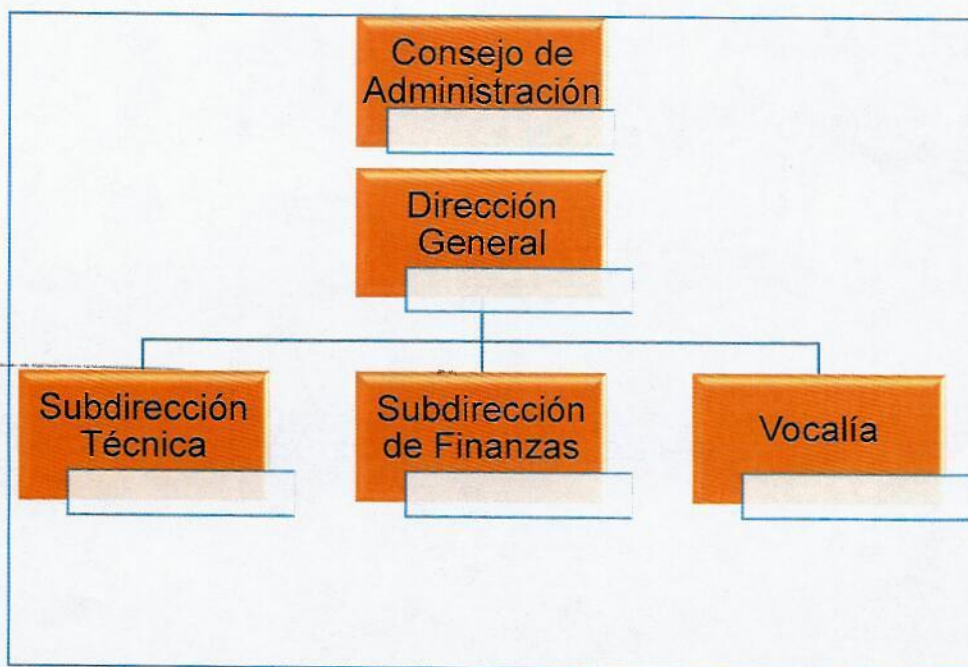 Consejo de
Administración
Dirección
General
Subdirección
Técnica
Subdirección
de Finanzas
Vocalía